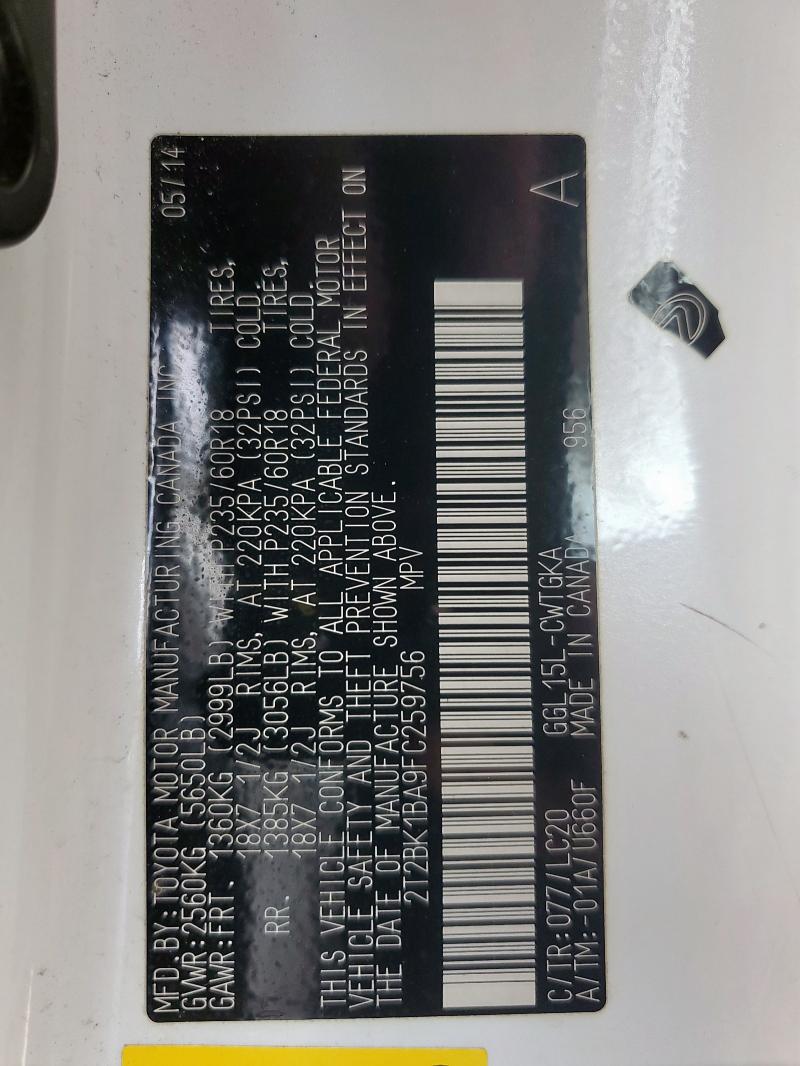 MFD.BY:TOYOTA MOTOR MANUFACTURING CANADA INC. 05/14
GVWR:2560KG (5650LB)
GAWR:FRT. 1360KG (2999LB) WITH P235/60R18 TIRES,
18X7 1/2J RIMS, AT 220KPA (32PSI) COLD.
RR. 1385KG (3056LB) WITH P235/60R18 TIRES,
18X7 1/2J RIMS, AT 220KPA (32PSI) COLD.
THIS VEHICLE CONFORMS TO ALL APPLICABLE FEDERAL MOTOR
VEHICLE SAFETY AND THEFT PREVENTION STANDARDS IN EFFECT ON
THE DATE OF MANUFACTURE SHOWN ABOVE.
2T2BK1BA9FC259756 MPV
A
C/TR:077/LC20 GGL15L-CWTGKA
A/TM:-01A/U660F MADE IN CANADA 956